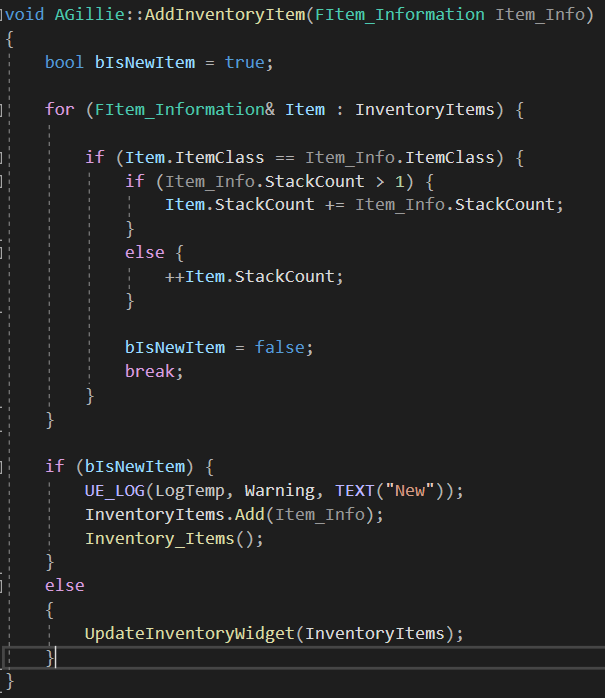 void AGillie::AddInventoryItem(FItem_Information Item_Info)
{
bool bIsNewItem = true;
for (FItem_Information& Item : InventoryItems) {
if (Item.ItemClass == Item_Info.ItemClass) {
if (Item_Info.StackCount > 1) {
Item.StackCount += Item_Info.StackCount;
}
else {
++Item.StackCount;
}
bIsNewItem = false;
break;
}
}
if (bIsNewItem) {
UE_LOG(LogTemp, Warning, TEXT("New"));
InventoryItems.Add(Item_Info);
Inventory_Items();
}
else
{
UpdateInventoryWidget(InventoryItems);
}
}